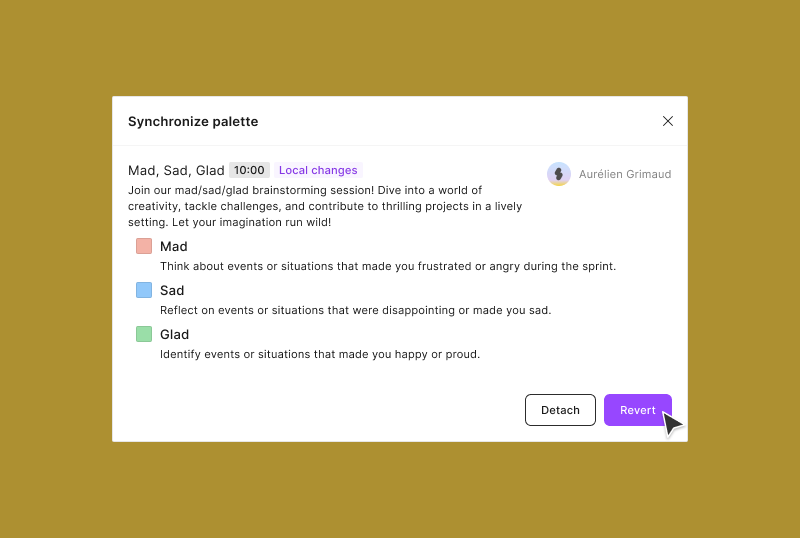 Synchronize palette
Mad, Sad, Glad 10:00 Local changes
Aurélien Grimaud
Join our mad/sad/glad brainstorming session! Dive into a world of
creativity, tackle challenges, and contribute to thrilling projects in a lively
setting. Let your imagination run wild!
Mad
Think about events or situations that made you frustrated or angry during the sprint.
Sad
Reflect on events or situations that were disappointing or made you sad.
Glad
Identify events or situations that made you happy or proud.
Detach
Revert